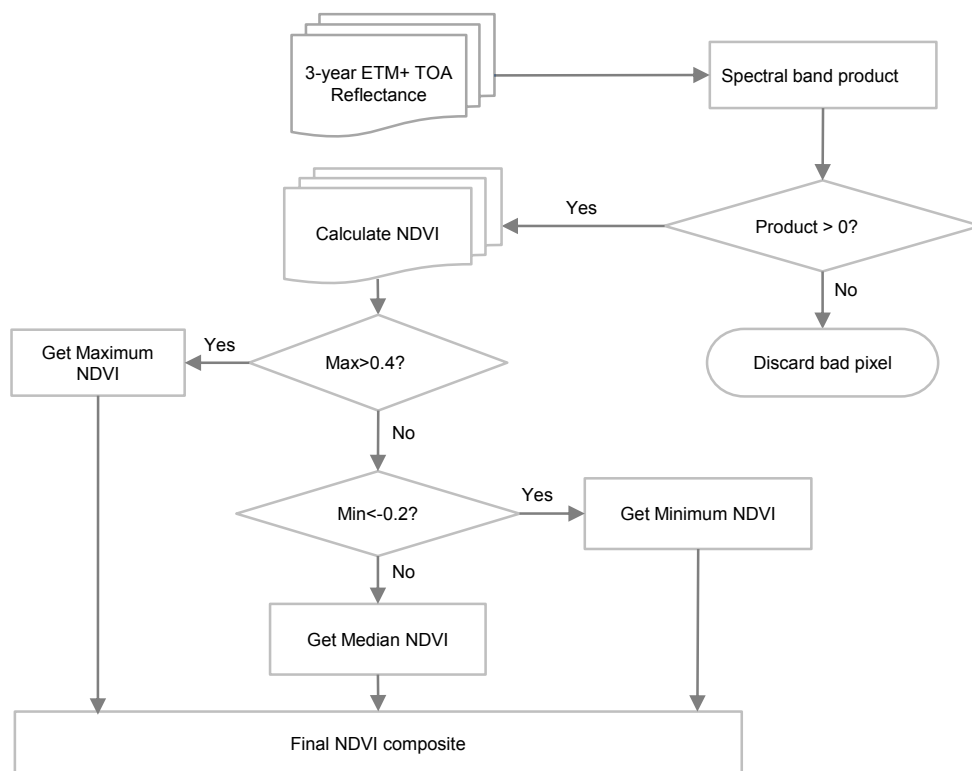 3-year ETM+ TOA
Reflectance
Spectral band product
Yes
Product > 0?
Calculate NDVI
No
Get Maximum
NDVI
Yes
Max>0.4?
Discard bad pixel
No
Min<-0.2?
Yes
Get Minimum NDVI
No
Get Median NDVI
Final NDVI composite